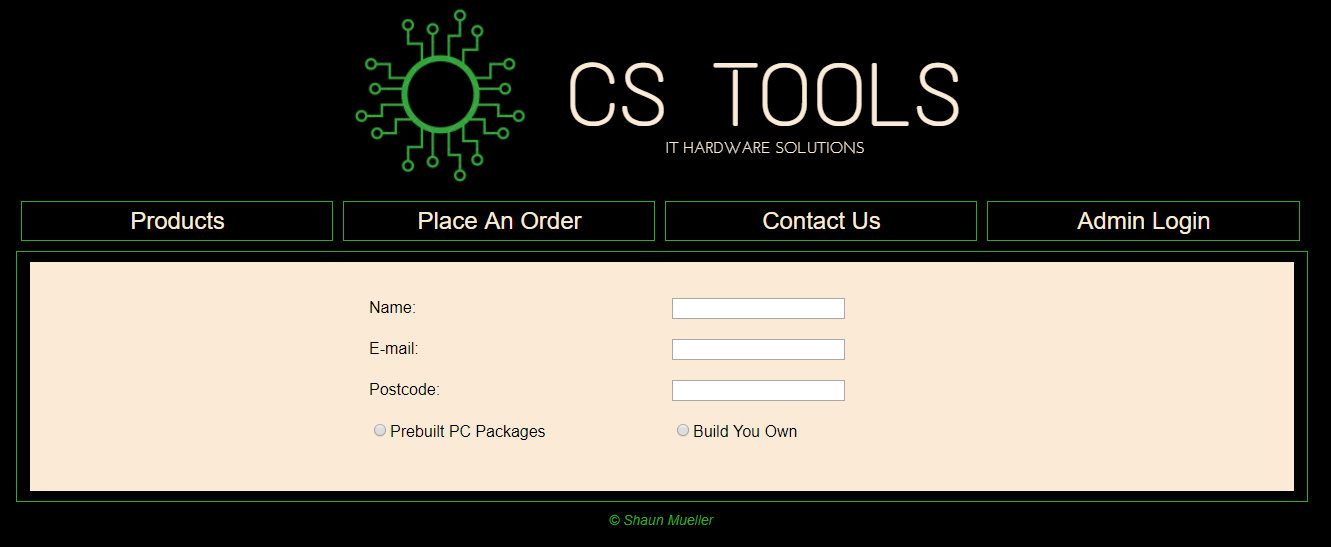 CS TOOLS
IT HARDWARE SOLUTIONS
Products Place An Order Contact Us Admin Login
Name:
E-mail:
Postcode:
Prebuilt PC Packages Build You Own
© Shaun Mueller